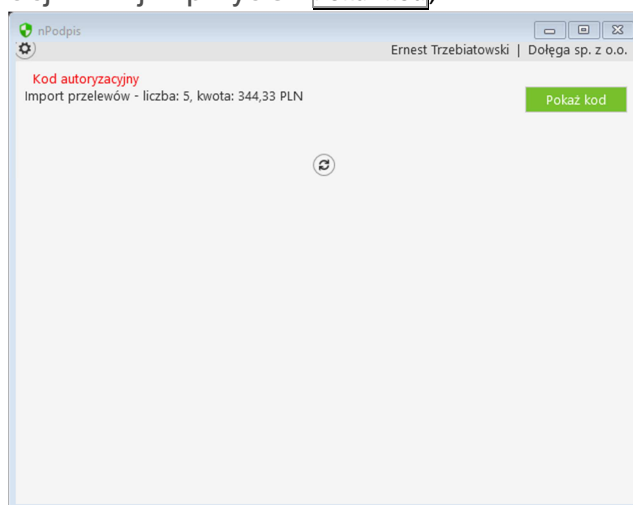 nPodpis
Ernest Trzebiatowski | Dołęga sp. z o.o.
Kod autoryzacyjny
Import przelewów - liczba: 5, kwota: 344,33 PLN
Pokaż kod